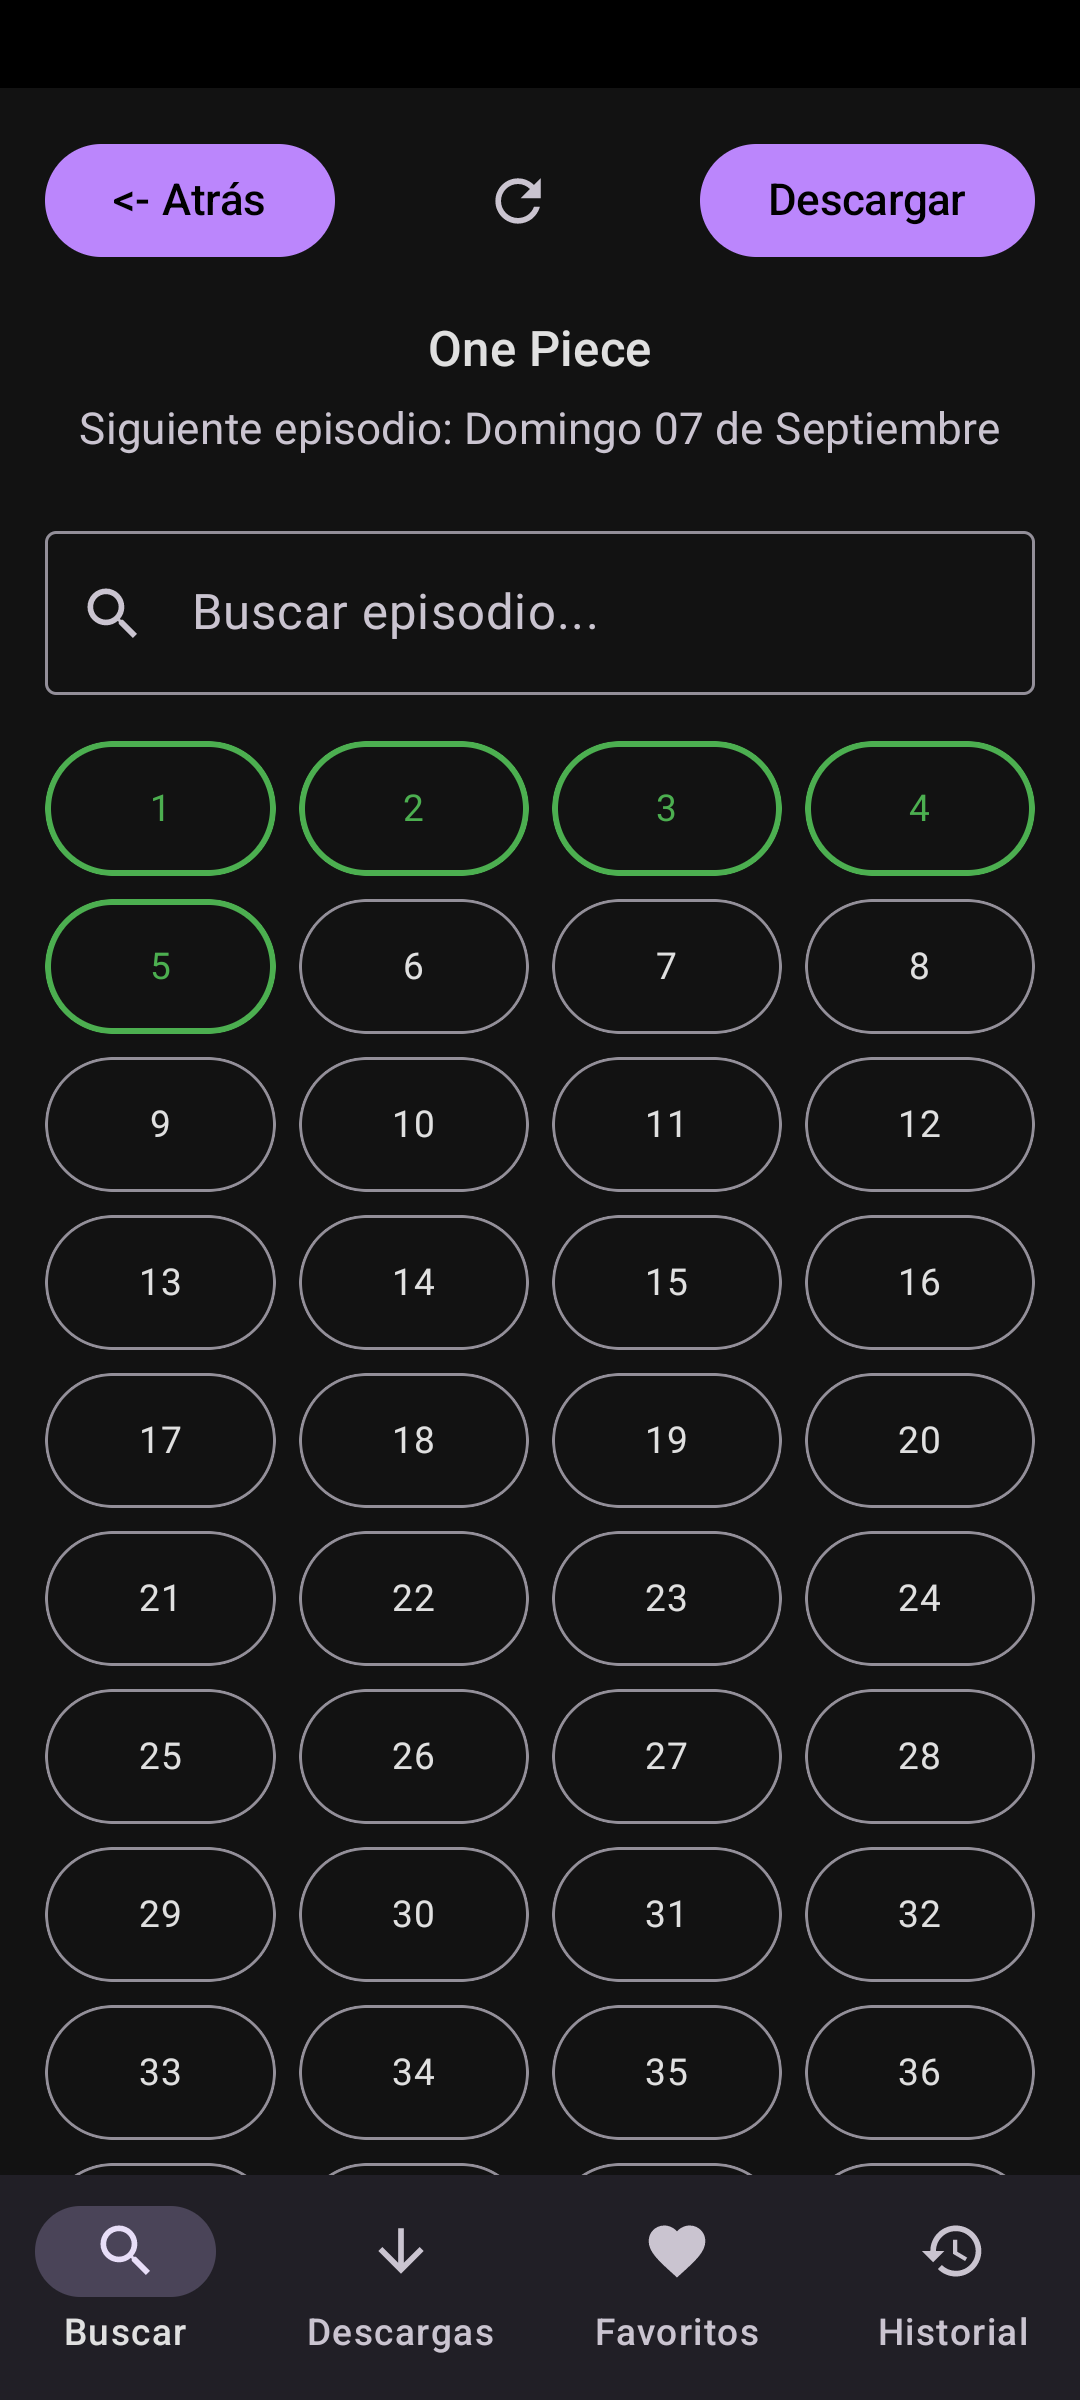 <- Atrás
Descargar
One Piece
Siguiente episodio: Domingo 07 de Septiembre
Buscar episodio...
1 2 3 4
5 6 7 8
9 10 11 12
13 14 15 16
17 18 19 20
21 22 23 24
25 26 27 28
29 30 31 32
33 34 35 36
Buscar Descargas Favoritos Historial